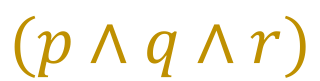 (p ∧ q ∧ r)